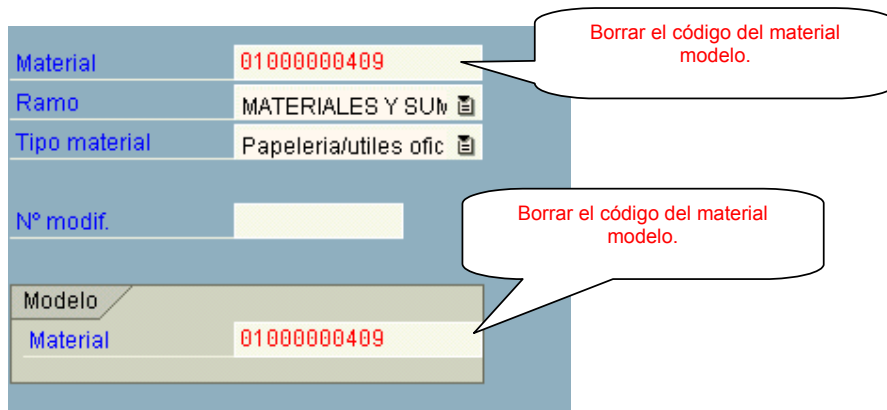 Borrar el código del material
modelo.
Material 01000000409
Ramo MATERIALES Y SUM
Tipo material Papeleria/utiles ofic
Nº modif.
Borrar el código del material
modelo.
Modelo
Material 01000000409